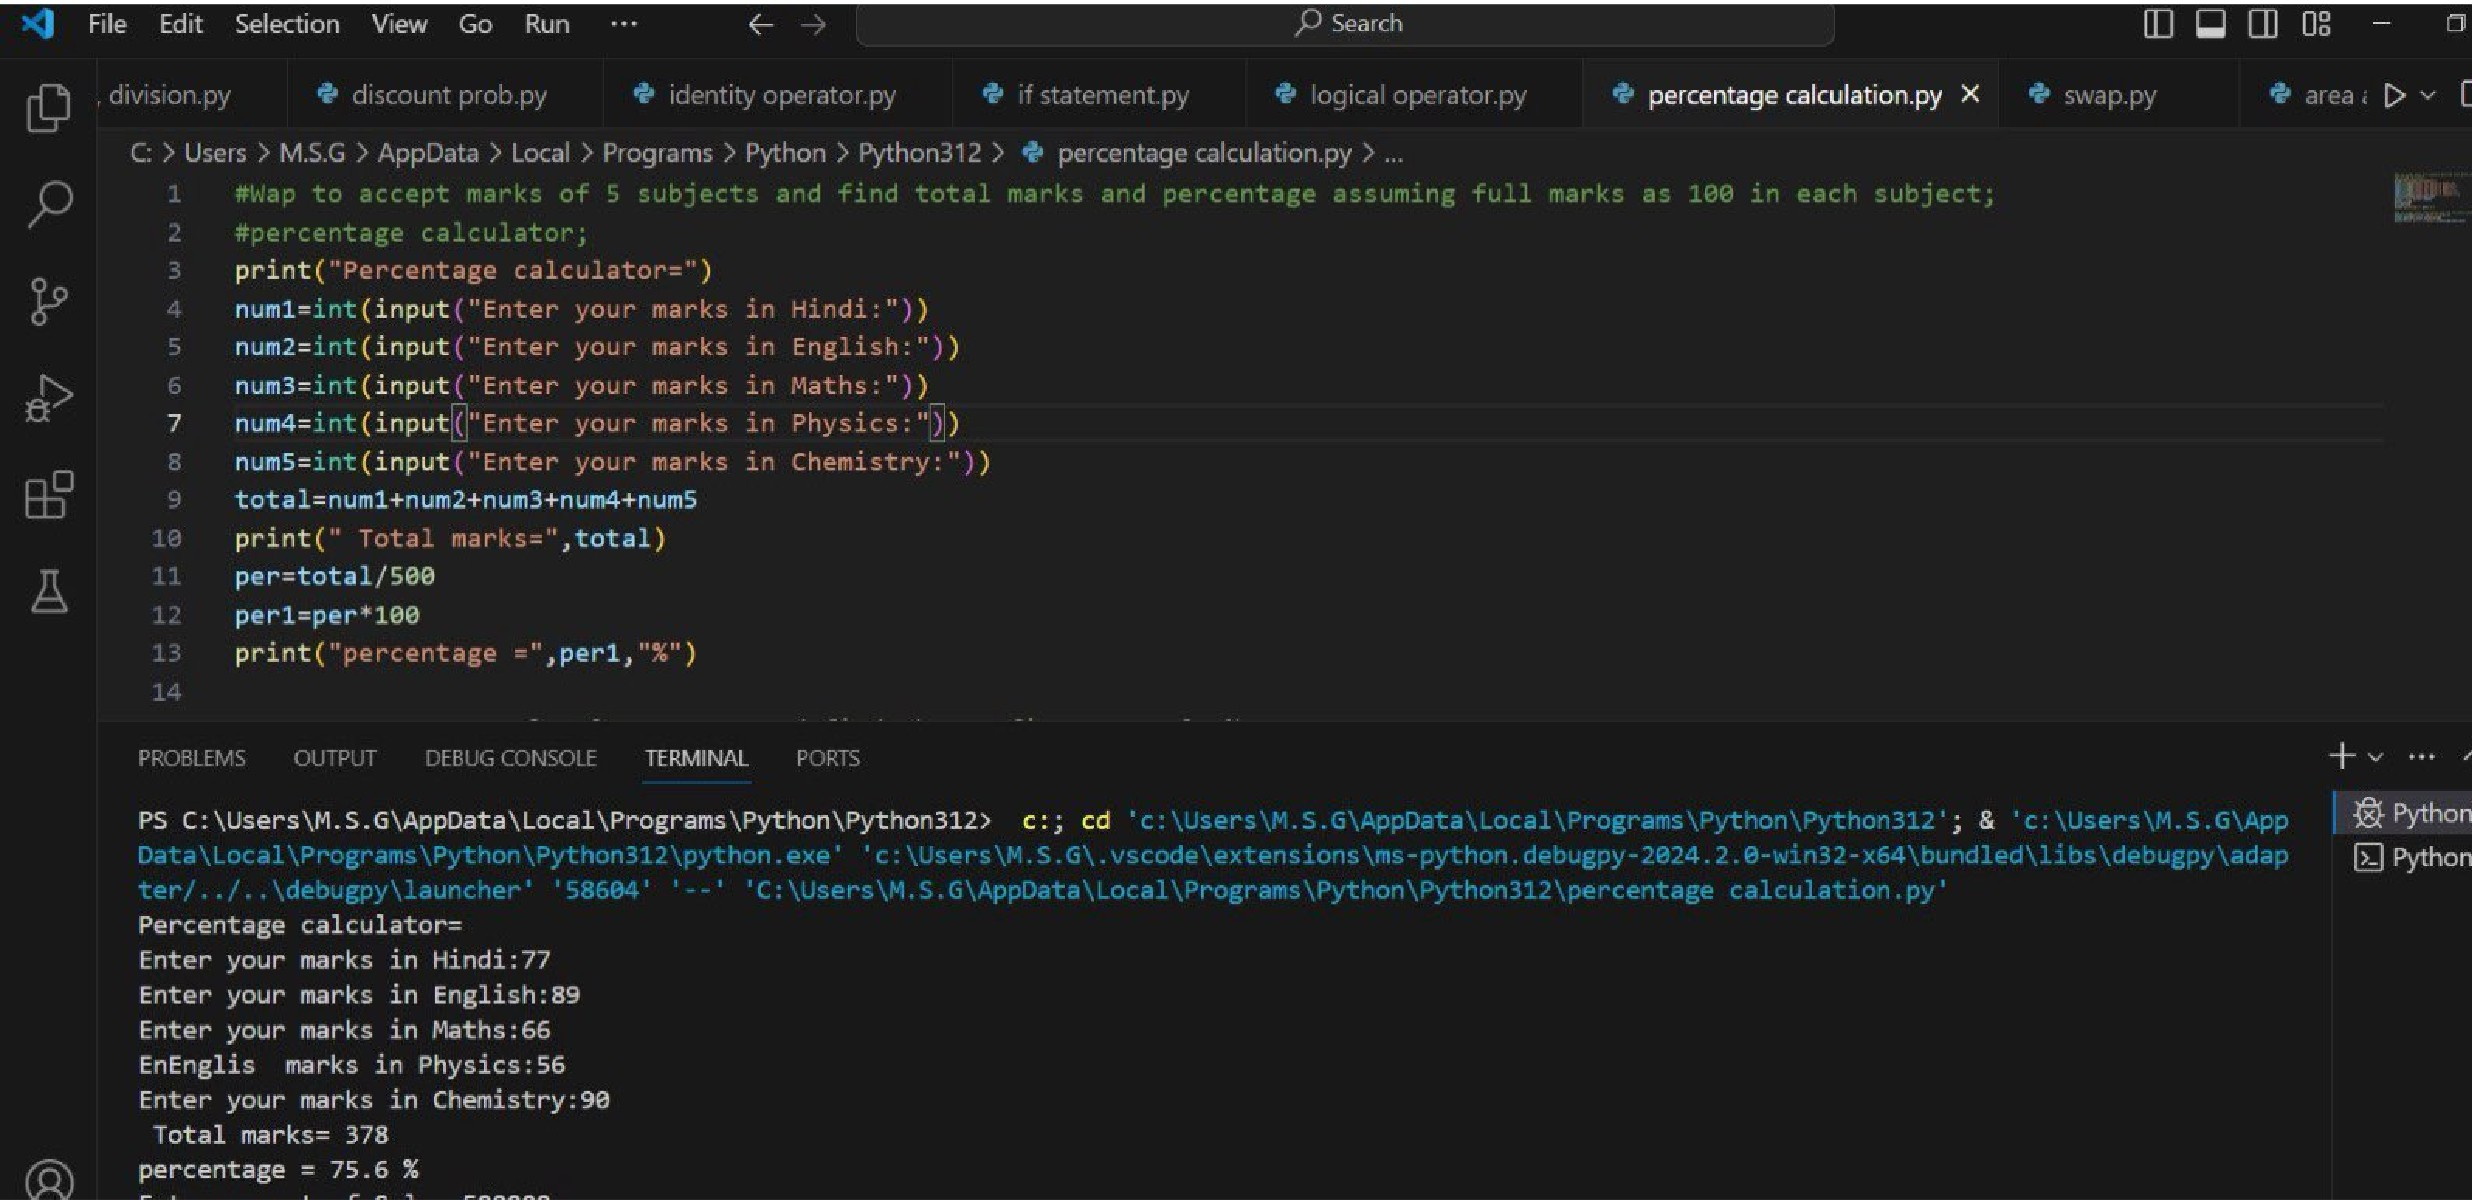 File Edit Selection View Go Run ··· Search
division.py discount prob.py identity operator.py if statement.py logical operator.py percentage calculation.py swap.py area
C: > Users > M.S.G > AppData > Local > Programs > Python > Python312 > percentage calculation.py > ...
1 #Wap to accept marks of 5 subjects and find total marks and percentage assuming full marks as 100 in each subject;
2 #percentage calculator;
3 print("Percentage calculator=")
4 num1=int(input("Enter your marks in Hindi:"))
5 num2=int(input("Enter your marks in English:"))
6 num3=int(input("Enter your marks in Maths:"))
7 num4=int(input("Enter your marks in Physics:"))
8 num5=int(input("Enter your marks in Chemistry:"))
9 total=num1+num2+num3+num4+num5
10 print(" Total marks=",total)
11 per=total/500
12 per1=per*100
13 print("percentage =",per1,"%")
14
PROBLEMS OUTPUT DEBUG CONSOLE TERMINAL PORTS
PS C:\Users\M.S.G\AppData\Local\Programs\Python\Python312> c:; cd 'c:\Users\M.S.G\AppData\Local\Programs\Python\Python312'; & 'c:\Users\M.S.G\App
Data\Local\Programs\Python\Python312\python.exe' 'c:\Users\M.S.G\.vscode\extensions\ms-python.debugpy-2024.2.0-win32-x64\bundled\libs\debugpy\adap
ter/../..\debugpy\launcher' '58604' '--' 'C:\Users\M.S.G\AppData\Local\Programs\Python\Python312\percentage calculation.py'
Percentage calculator=
Enter your marks in Hindi:77
Enter your marks in English:89
Enter your marks in Maths:66
EnEnglis  marks in Physics:56
Enter your marks in Chemistry:90
 Total marks= 378
percentage = 75.6 %
Python
Python